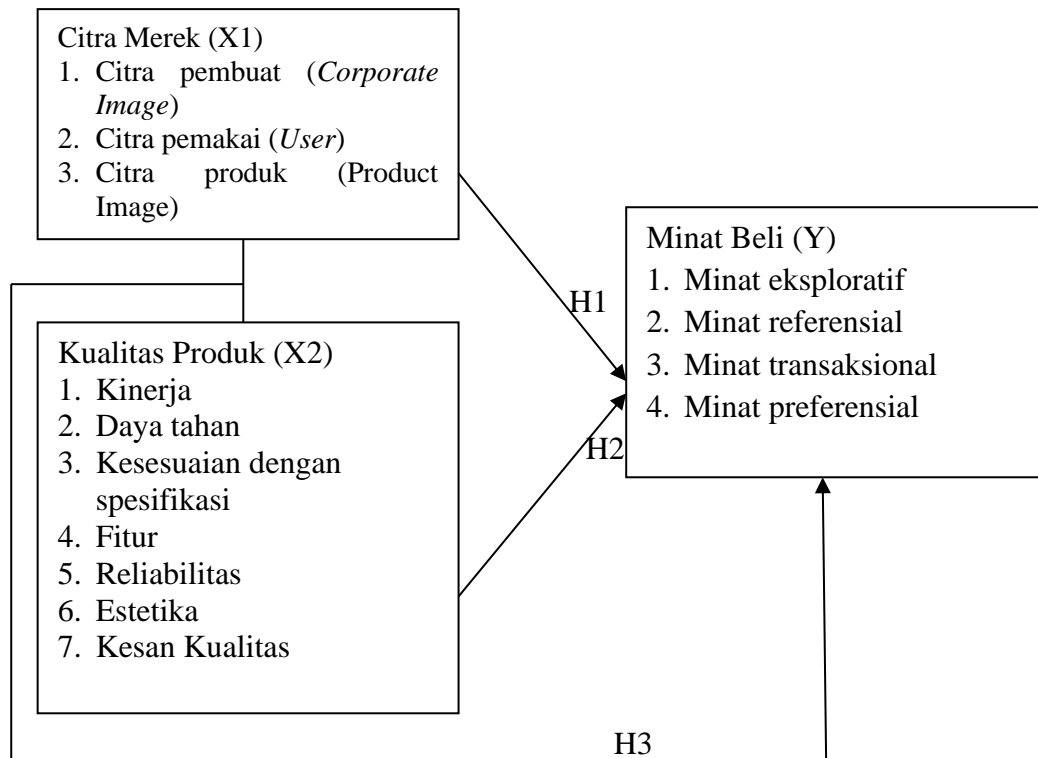 Citra Merek (X1)
1. Citra pembuat (Corporate
Image)
2. Citra pemakai (User)
3. Citra produk (Product
Image)
Minat Beli (Y)
1. Minat eksploratif
2. Minat referensial
3. Minat transaksional
4. Minat preferensial
H1
Kualitas Produk (X2)
1. Kinerja
2. Daya tahan
3. Kesesuaian dengan
spesifikasi
4. Fitur
5. Reliabilitas
6. Estetika
7. Kesan Kualitas
H2
H3